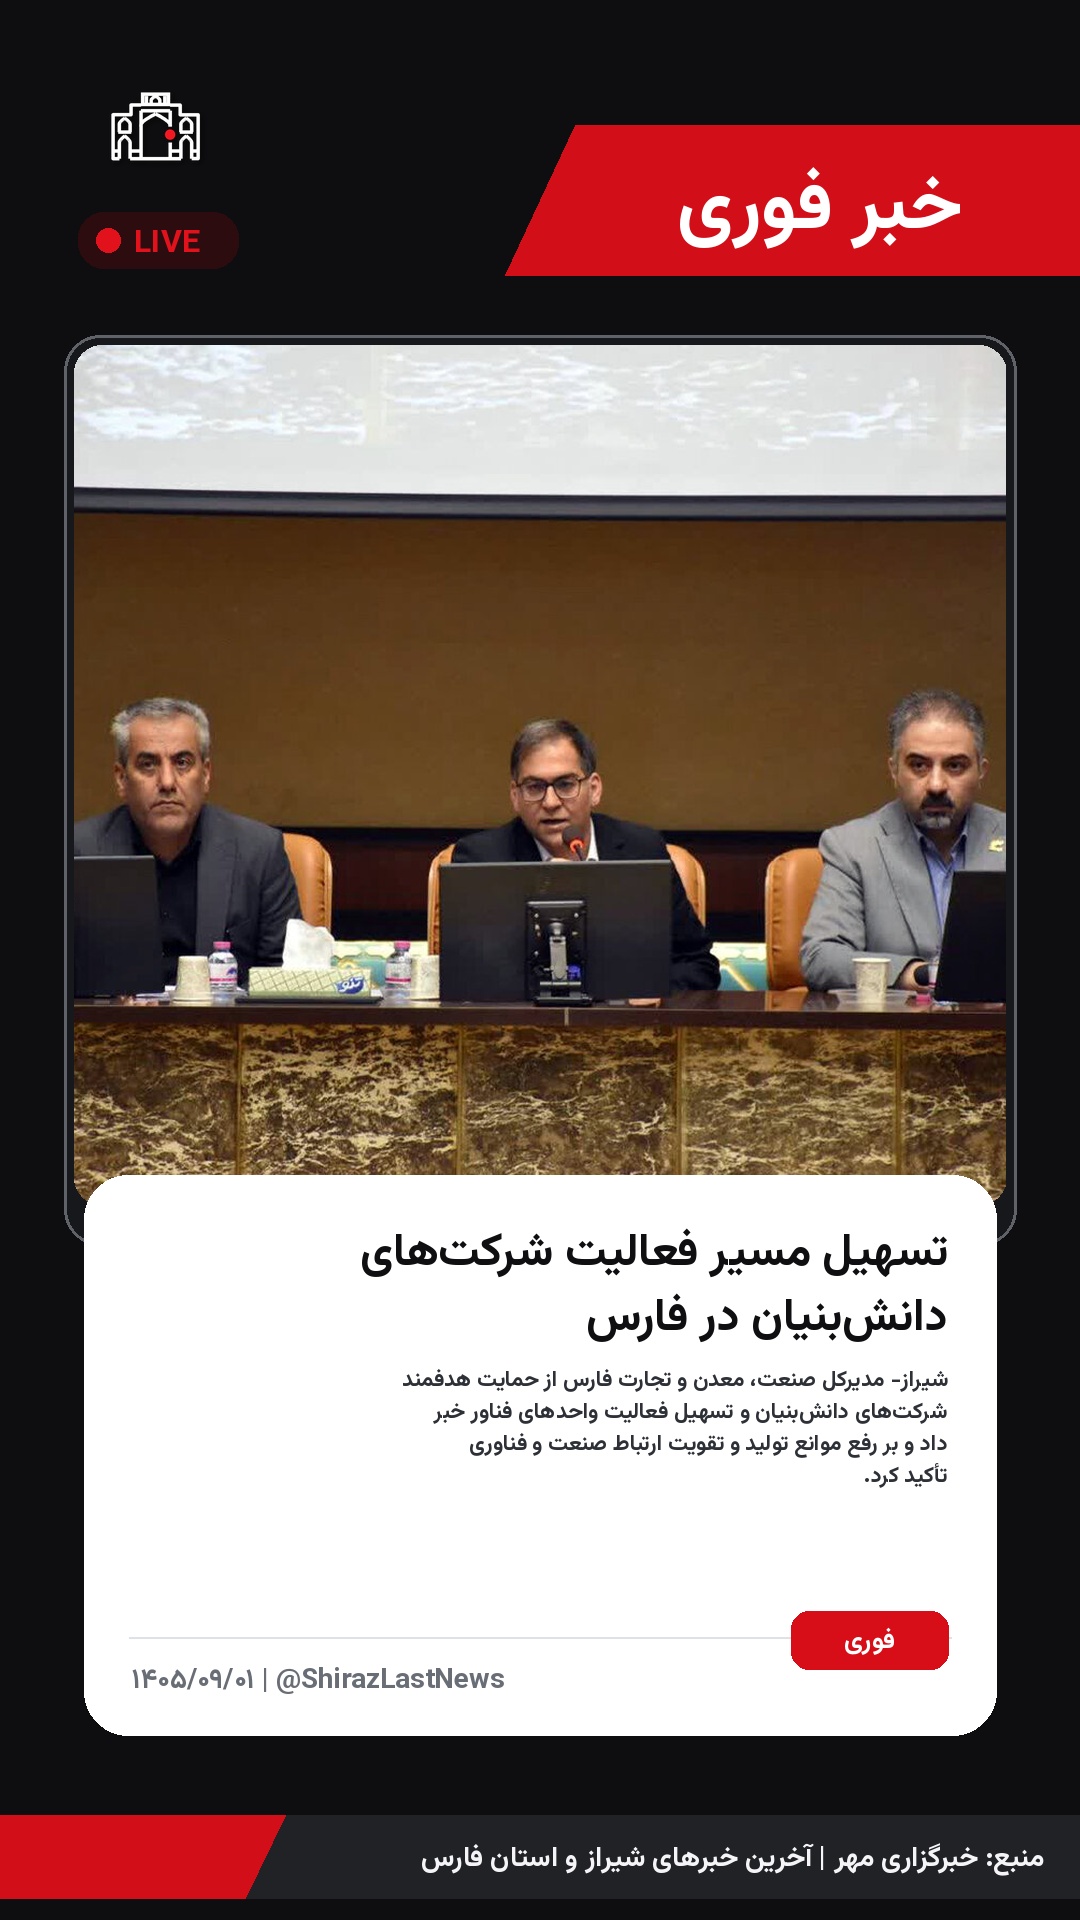 خبر فوری
LIVE
تنو
تسهیل مسیر فعالیت شرکت‌های
دانش‌بنیان در فارس
شیراز- مدیرکل صنعت، معدن و تجارت فارس از حمایت هدفمند
شرکت‌های دانش‌بنیان و تسهیل فعالیت واحدهای فناور خبر
داد و بر رفع موانع تولید و تقویت ارتباط صنعت و فناوری
تأکید کرد.
فوری
۱۴۰۵/۰۹/۰۱ | @ShirazLastNews
منبع: خبرگزاری مهر | آخرین خبرهای شیراز و استان فارس